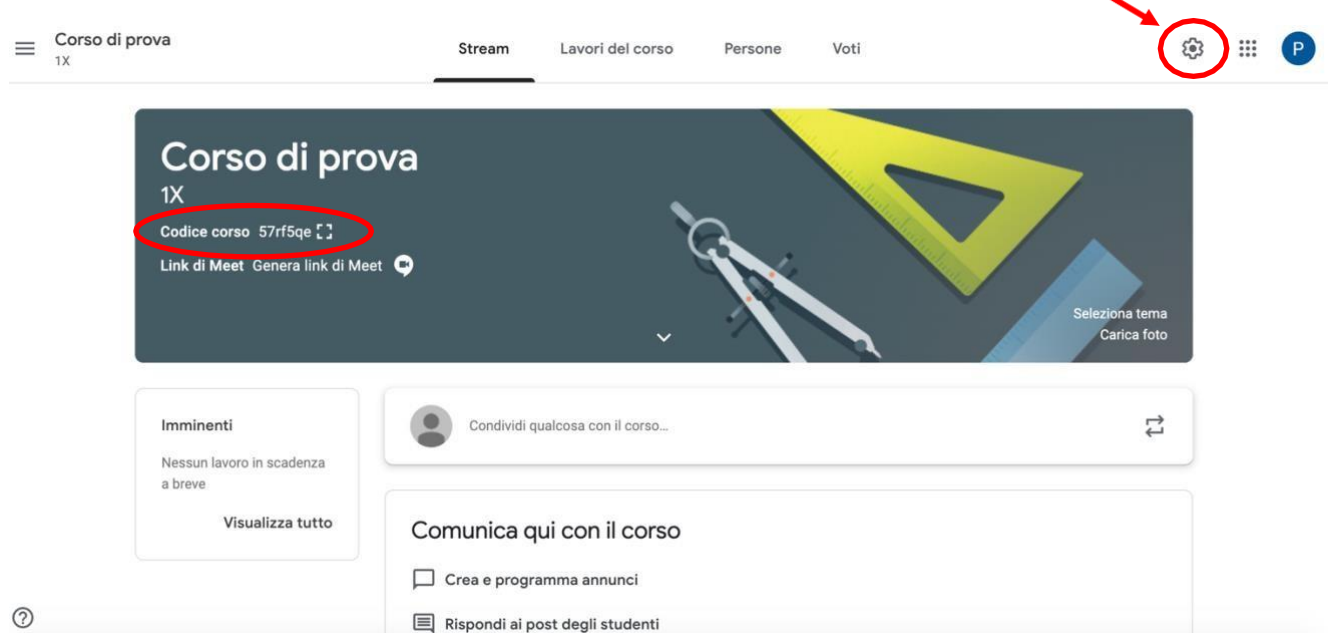 Corso di prova
1X
Stream Lavori del corso Persone Voti
P
Corso di prova
1X
Codice corso 57rf5qe
Link di Meet Genera link di Meet
Seleziona tema
Carica foto
Imminenti
Nessun lavoro in scadenza
a breve
Visualizza tutto
Condividi qualcosa con il corso...
Comunica qui con il corso
Crea e programma annunci
Rispondi ai post degli studenti